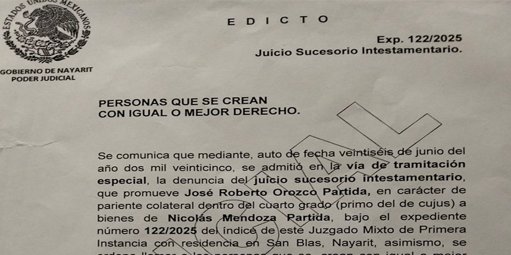 EDICTO
ESTADOS UNIDOS MEXICANOS
Exp. 122/2025
Juicio Sucesorio Intestamentario.
GOBIERNO DE NAYARIT
PODER JUDICIAL
PERSONAS QUE SE CREAN
CON IGUAL O MEJOR DERECHO.
Se comunica que mediante, auto de fecha veintiséis de junio del
año dos mil veinticinco, se admitió en la vía de tramitación
especial, la denuncia del juicio sucesorio intestamentario,
que promueve José Roberto Orozco Partida, en carácter de
pariente colateral dentro del cuarto grado (primo del de cujus) a
bienes de Nicolás Mendoza Partida, bajo el expediente
número 122/2025 del índice de este Juzgado Mixto de Primera
Instancia con residencia en San Blas, Nayarit, asimismo, se